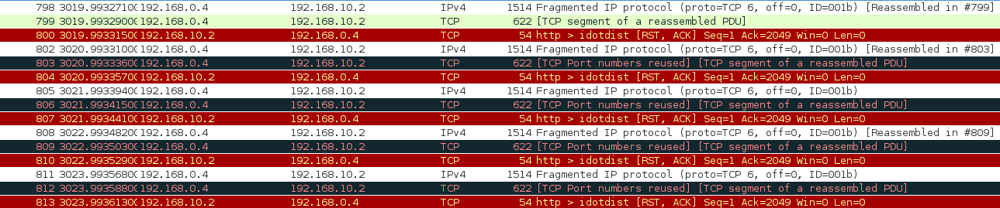 798 3019.9932710( 192.168.0.4 192.168.10.2 IPv4 1514 Fragmented IP protocol (proto=TCP 6, off=0, ID=001b) [Reassembled in #799]
799 3019.9932900( 192.168.0.4 192.168.10.2 TCP 622 [TCP segment of a reassembled PDU]
800 3019.9933150( 192.168.10.2 192.168.0.4 TCP 54 http > idotdist [RST, ACK] Seq=1 Ack=2049 Win=0 Len=0
802 3020.9933100( 192.168.0.4 192.168.10.2 IPv4 1514 Fragmented IP protocol (proto=TCP 6, off=0, ID=001b) [Reassembled in #803]
803 3020.9933360( 192.168.0.4 192.168.10.2 TCP 622 [TCP Port numbers reused] [TCP segment of a reassembled PDU]
804 3020.9933570( 192.168.10.2 192.168.0.4 TCP 54 http > idotdist [RST, ACK] Seq=1 Ack=2049 Win=0 Len=0
805 3021.9933940( 192.168.0.4 192.168.10.2 IPv4 1514 Fragmented IP protocol (proto=TCP 6, off=0, ID=001b)
806 3021.9934150( 192.168.0.4 192.168.10.2 TCP 622 [TCP Port numbers reused] [TCP segment of a reassembled PDU]
807 3021.9934410( 192.168.10.2 192.168.0.4 TCP 54 http > idotdist [RST, ACK] Seq=1 Ack=2049 Win=0 Len=0
808 3022.9934820( 192.168.0.4 192.168.10.2 IPv4 1514 Fragmented IP protocol (proto=TCP 6, off=0, ID=001b) [Reassembled in #809]
809 3022.9935030( 192.168.0.4 192.168.10.2 TCP 622 [TCP Port numbers reused] [TCP segment of a reassembled PDU]
810 3022.9935290( 192.168.10.2 192.168.0.4 TCP 54 http > idotdist [RST, ACK] Seq=1 Ack=2049 Win=0 Len=0
811 3023.9935680( 192.168.0.4 192.168.10.2 IPv4 1514 Fragmented IP protocol (proto=TCP 6, off=0, ID=001b)
812 3023.9935880( 192.168.0.4 192.168.10.2 TCP 622 [TCP Port numbers reused] [TCP segment of a reassembled PDU]
813 3023.9936130( 192.168.10.2 192.168.0.4 TCP 54 http > idotdist [RST, ACK] Seq=1 Ack=2049 Win=0 Len=0